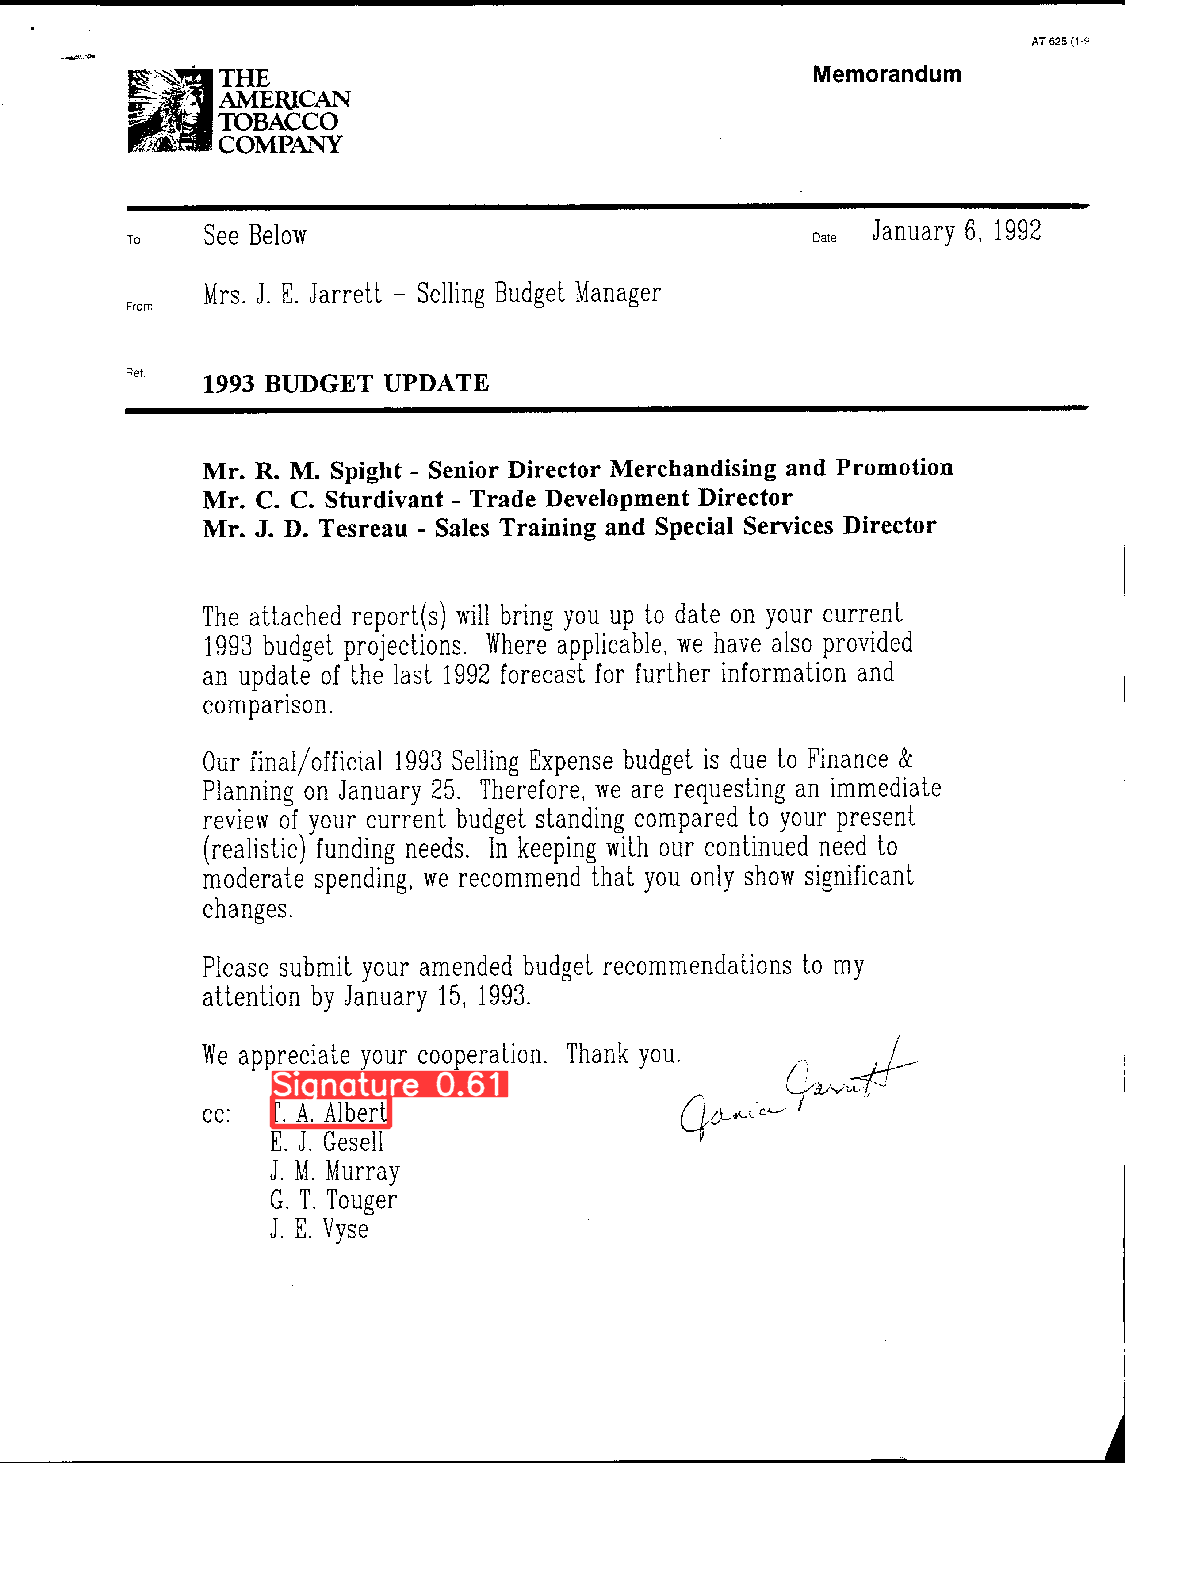 AT 625 (1-9
THE
AMERICAN
TOBACCO
COMPANY
Memorandum
To See Below
Date January 6, 1992
From Mrs. J. E. Jarrett - Selling Budget Manager
Ref. 1993 BUDGET UPDATE
Mr. R. M. Spight - Senior Director Merchandising and Promotion
Mr. C. C. Sturdivant - Trade Development Director
Mr. J. D. Tesreau - Sales Training and Special Services Director
The attached report(s) will bring you up to date on your current
1993 budget projections. Where applicable, we have also provided
an update of the last 1992 forecast for further information and
comparison.
Our final/official 1993 Selling Expense budget is due to Finance &
Planning on January 25. Therefore, we are requesting an immediate
review of your current budget standing compared to your present
(realistic) funding needs. In keeping with our continued need to
moderate spending, we recommend that you only show significant
changes.
Please submit your amended budget recommendations to my
attention by January 15, 1993.
We appreciate your cooperation. Thank you.
Signature 0.61
Janice Jarrett
cc: T. A. Albert
E. J. Gesell
J. M. Murray
G. T. Touger
J. E. Vyse